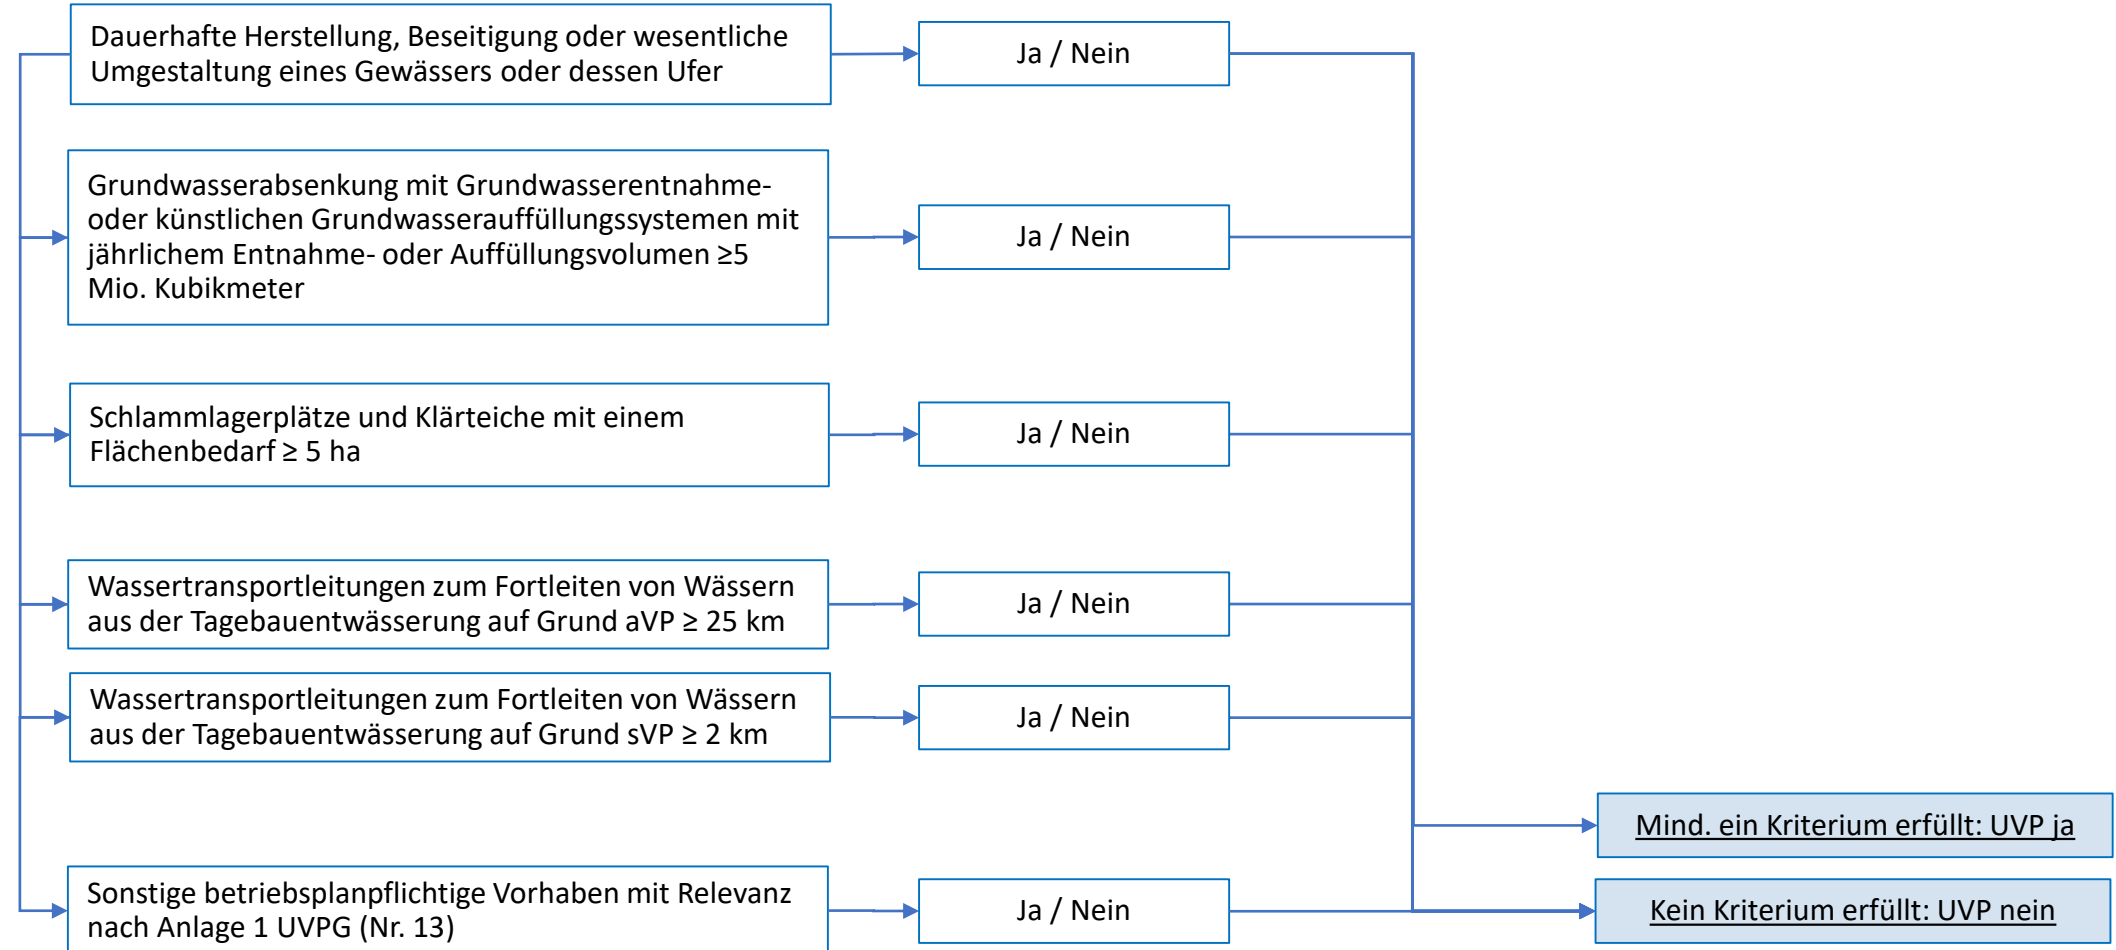 Dauerhafte Herstellung, Beseitigung oder wesentliche
Umgestaltung eines Gewässers oder dessen Ufer
Ja / Nein
Grundwasserabsenkung mit Grundwasserentnahme-
oder künstlichen Grundwasserauffüllungssystemen mit
jährlichem Entnahme- oder Auffüllungsvolumen ≥5
Mio. Kubikmeter
Ja / Nein
Schlammlagerplätze und Klärteiche mit einem
Flächenbedarf ≥ 5 ha
Ja / Nein
Wassertransportleitungen zum Fortleiten von Wässern
aus der Tagebauentwässerung auf Grund aVP ≥ 25 km
Ja / Nein
Wassertransportleitungen zum Fortleiten von Wässern
aus der Tagebauentwässerung auf Grund sVP ≥ 2 km
Ja / Nein
Mind. ein Kriterium erfüllt: UVP ja
Sonstige betriebsplanpflichtige Vorhaben mit Relevanz
nach Anlage 1 UVPG (Nr. 13)
Ja / Nein
Kein Kriterium erfüllt: UVP nein